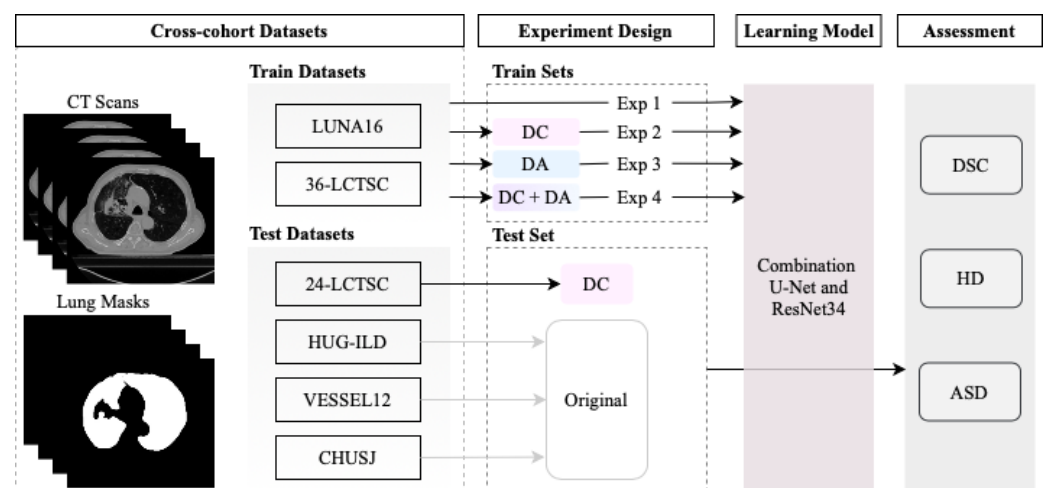 Cross-cohort Datasets
Experiment Design
Learning Model
Assessment
CT Scans
Lung Masks
Train Datasets
LUNA16
36-LCTSC
Test Datasets
24-LCTSC
HUG-ILD
VESSEL12
CHUSJ
Train Sets
Exp 1
DC
Exp 2
DA
Exp 3
DC + DA
Exp 4
Test Set
DC
Original
Combination
U-Net and
ResNet34
DSC
HD
ASD